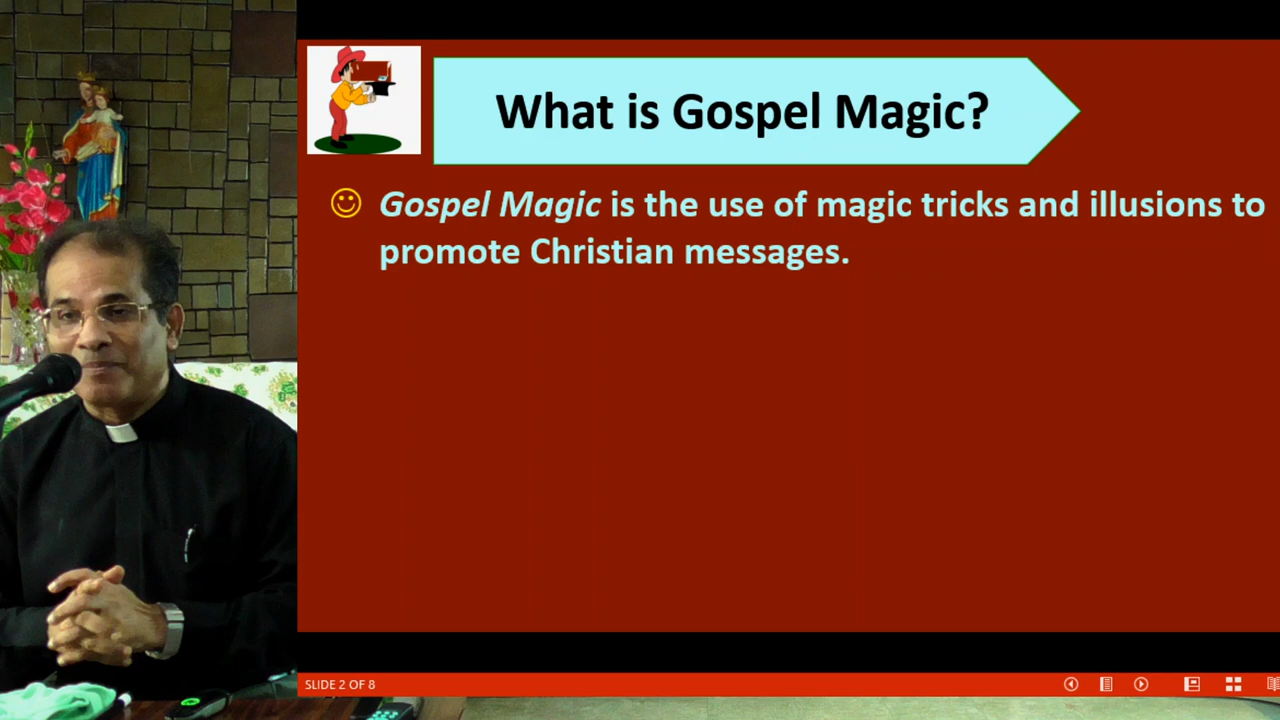 What is Gospel Magic?
Gospel Magic is the use of magic tricks and illusions to
promote Christian messages.
SLIDE 2 OF 8